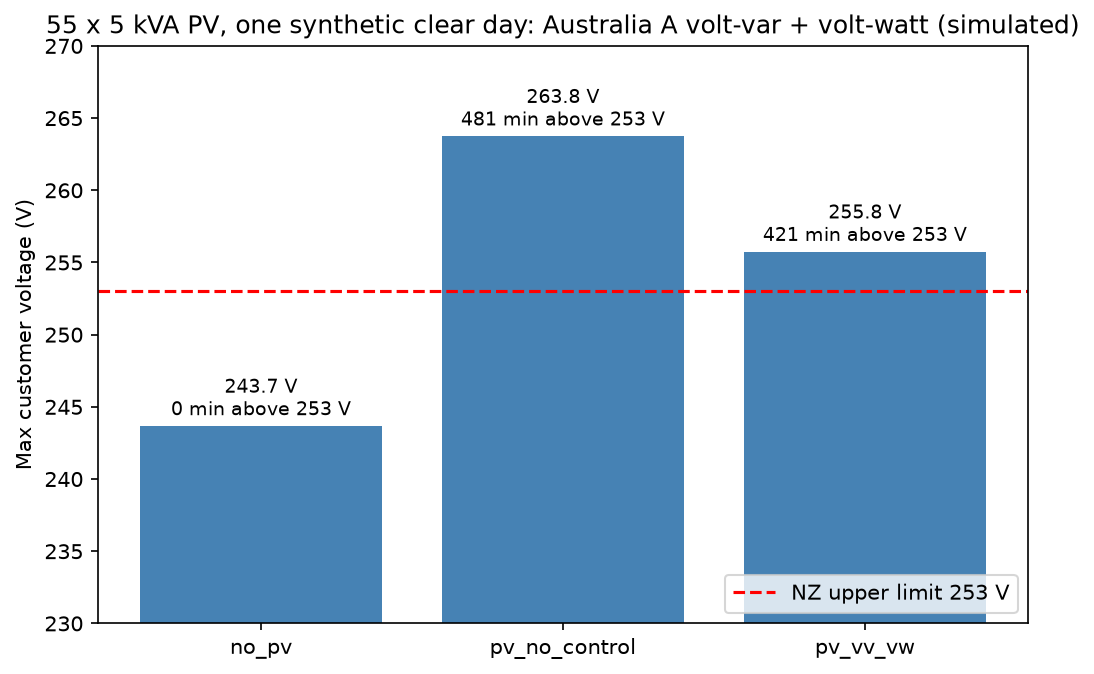 55 x 5 kVA PV, one synthetic clear day: Australia A volt-var + volt-watt (simulated)
Max customer voltage (V)
270
265
260
255
250
245
240
235
230
243.7 V
0 min above 253 V
263.8 V
481 min above 253 V
255.8 V
421 min above 253 V
NZ upper limit 253 V
no_pv
pv_no_control
pv_vv_vw